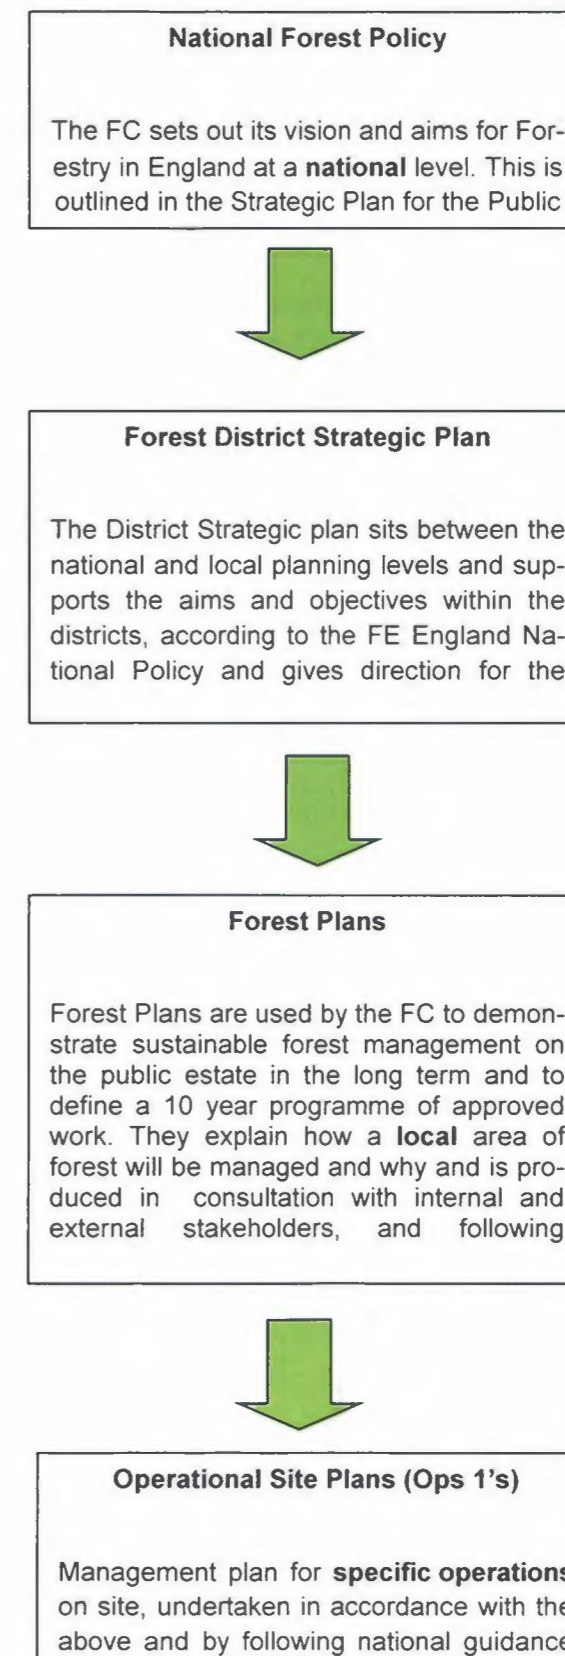 National Forest Policy
The FC sets out its vision and aims for For-
estry in England at a national level. This is
outlined in the Strategic Plan for the Public
Forest District Strategic Plan
The District Strategic plan sits between the
national and local planning levels and sup-
ports the aims and objectives within the
districts, according to the FE England Na-
tional Policy and gives direction for the
Forest Plans
Forest Plans are used by the FC to demon-
strate sustainable forest management on
the public estate in the long term and to
define a 10 year programme of approved
work. They explain how a local area of
forest will be managed and why and is pro-
duced in consultation with internal and
external stakeholders, and following
Operational Site Plans (Ops 1's)
Management plan for specific operations
on site, undertaken in accordance with the
above and by following national guidance